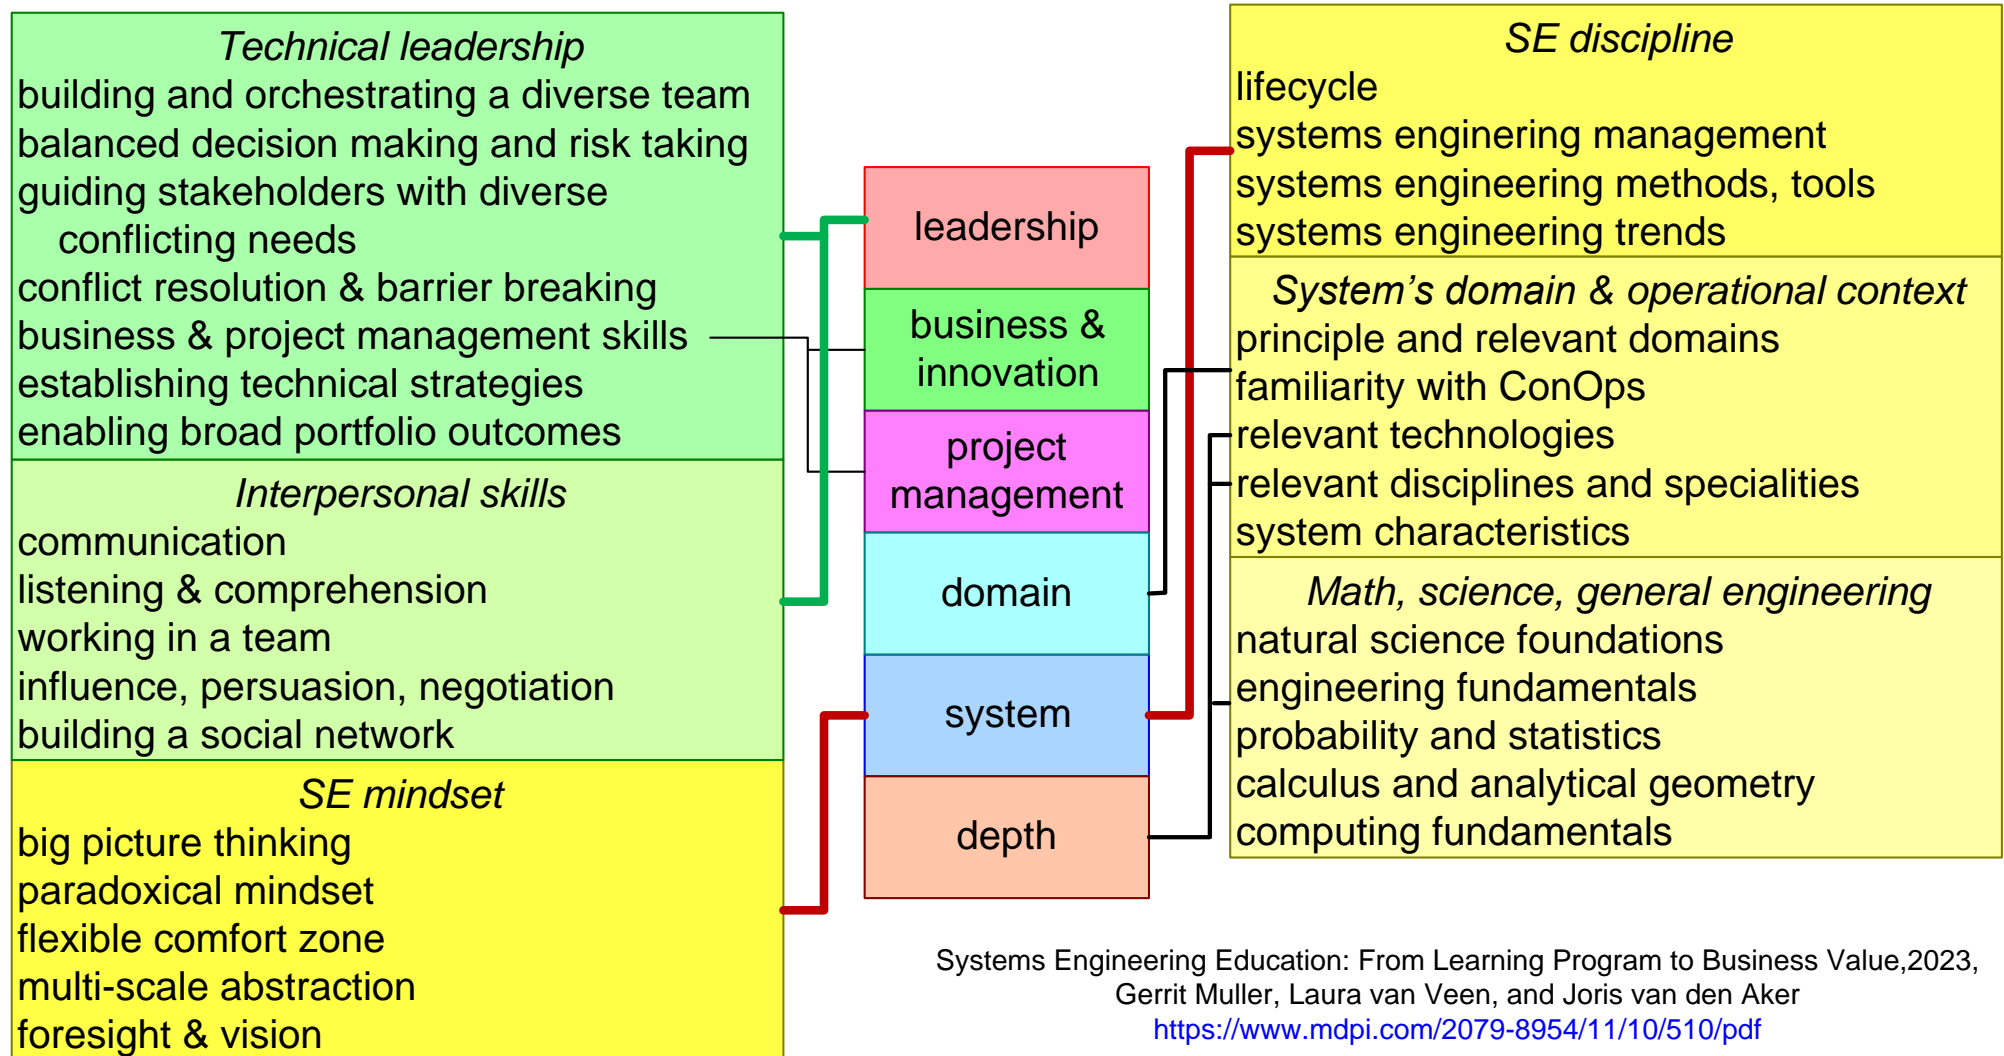 Technical leadership
building and orchestrating a diverse team
balanced decision making and risk taking
guiding stakeholders with diverse
conflicting needs
conflict resolution & barrier breaking
business & project management skills
establishing technical strategies
enabling broad portfolio outcomes
Interpersonal skills
communication
listening & comprehension
working in a team
influence, persuasion, negotiation
building a social network
SE mindset
big picture thinking
paradoxical mindset
flexible comfort zone
multi-scale abstraction
foresight & vision
leadership
business &
innovation
project
management
domain
system
depth
SE discipline
lifecycle
systems enginering management
systems engineering methods, tools
systems engineering trends
System’s domain & operational context
principle and relevant domains
familiarity with ConOps
relevant technologies
relevant disciplines and specialities
system characteristics
Math, science, general engineering
natural science foundations
engineering fundamentals
probability and statistics
calculus and analytical geometry
computing fundamentals
Systems Engineering Education: From Learning Program to Business Value,2023,
Gerrit Muller, Laura van Veen, and Joris van den Aker
https://www.mdpi.com/2079-8954/11/10/510/pdf